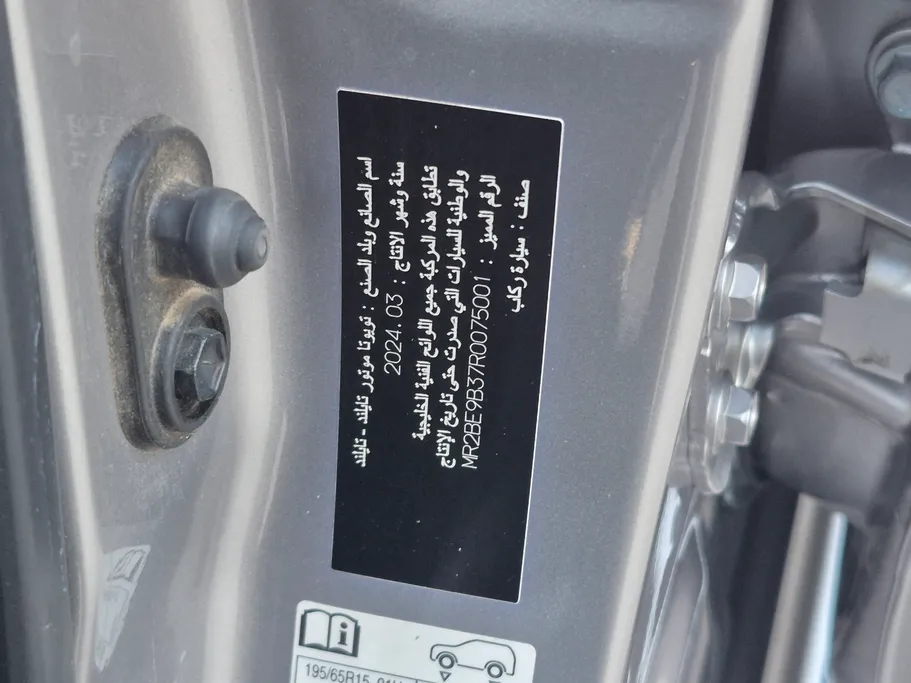 اسم الصانع وبلد الصنع : تويوتا موتور تايلند - تايلند
سنة وشهر الانتاج : 2024.03
تطابق هذه المركبة جميع اللوائح الفنية الخليجية
والوطنية للسيارات التي صدرت حتى تاريخ الإنتاج
الرقم المميز : MR2BE9B37R0075001
صنف : سيارة ركاب
195/65R15